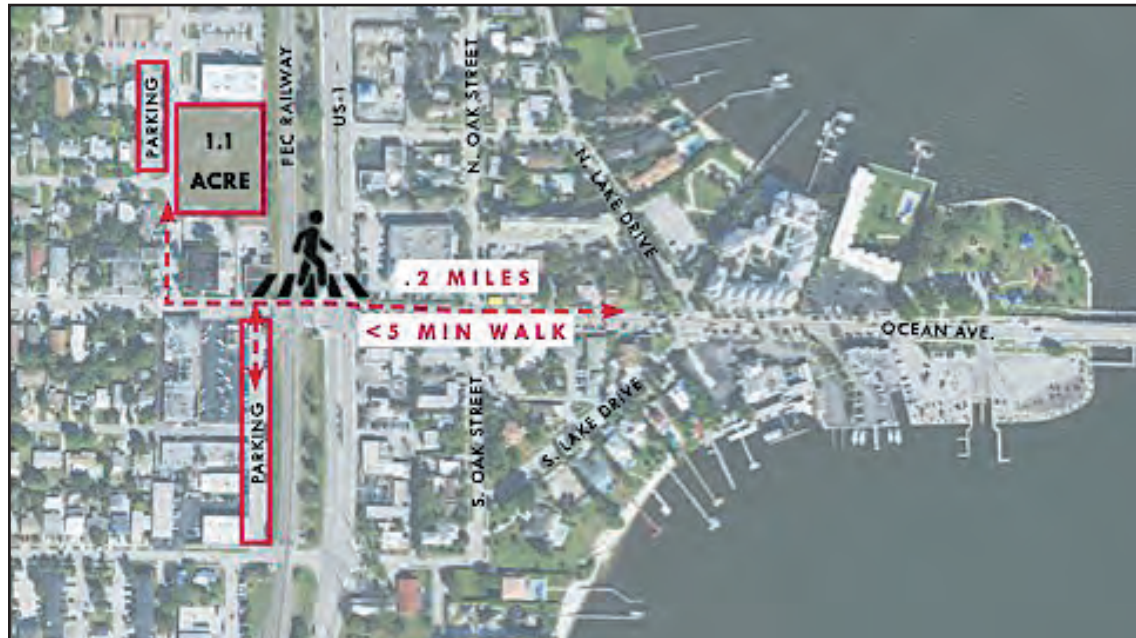 PARKING
1.1
ACRE
FEC RAILWAY
US-1
N. OAK STREET
N. LAKE DRIVE
.2 MILES
<5 MIN WALK
OCEAN AVE.
PARKING
S. OAK STREET
S. LAKE DRIVE